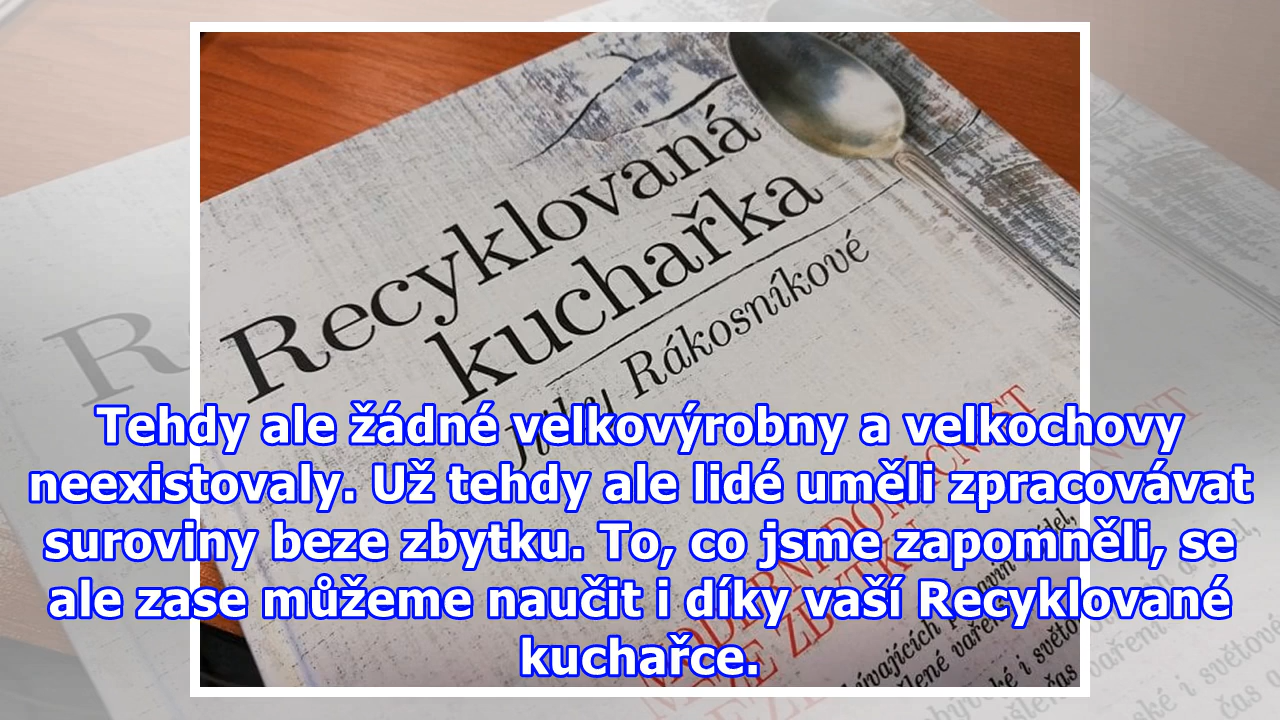 Recyklovaná
kuchařka
Jitky Rákosníkové
Tehdy ale žádné velkovýrobny a velkochovy
neexistovaly. Už tehdy ale lidé uměli zpracovávat
suroviny beze zbytku. To, co jsme zapomněli, se
ale zase můžeme naučit i díky vaší Recyklované
kuchařce.